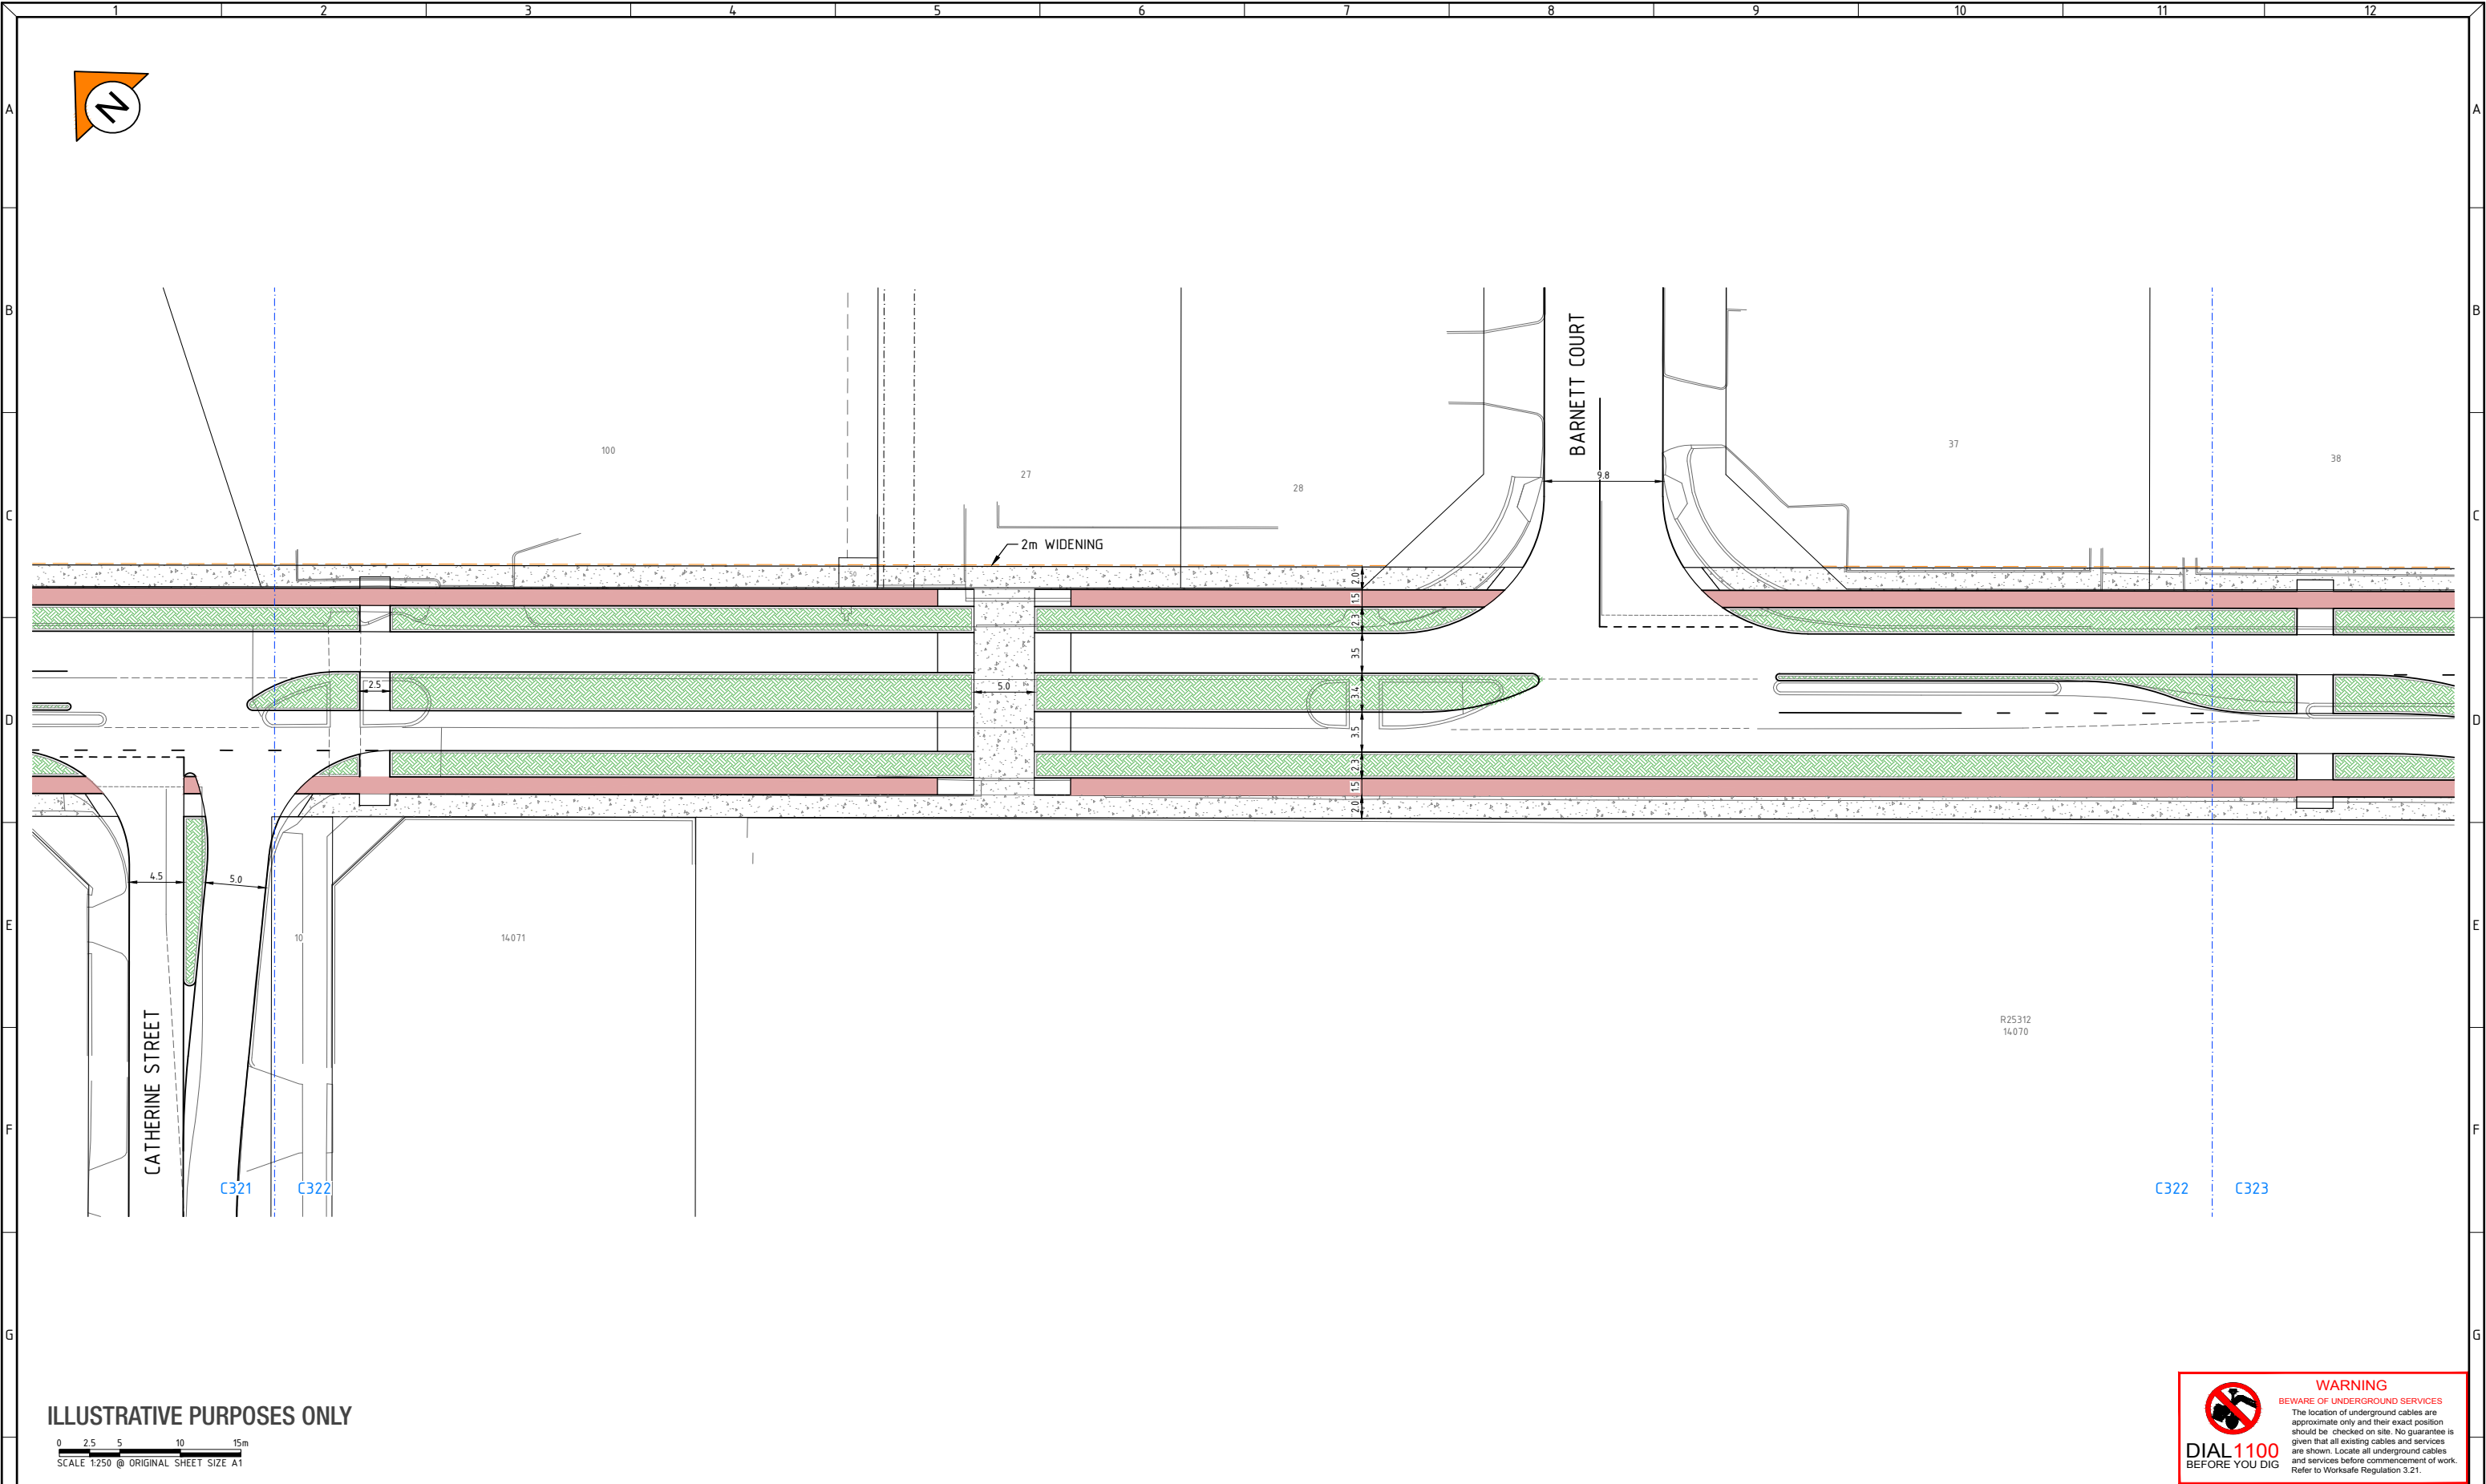 1 2 3 4 5 6 7 8 9 10 11 12
A A
N
B B
BARNETT COURT
C C
100
27
28
37
38
9.8
2m WIDENING
2.0
1.5
2.3
3.5
3.4
3.5
2.3
1.5
2.0
2.5
5.0
D D
4.5
5.0
E E
10
14071
R25312
14070
CATHERINE STREET
F F
C321 C322
C322 C323
G G
ILLUSTRATIVE PURPOSES ONLY
0 2.5 5 10 15m
SCALE 1:250 @ ORIGINAL SHEET SIZE A1
WARNING
BEWARE OF UNDERGROUND SERVICES
The location of underground cables are
approximate only and their exact position
should be checked on site. No guarantee is
given that all existing cables and services
are shown. Locate all underground cables
and services before commencement of work.
Refer to Worksafe Regulation 3.21.
DIAL1100
BEFORE YOU DIG